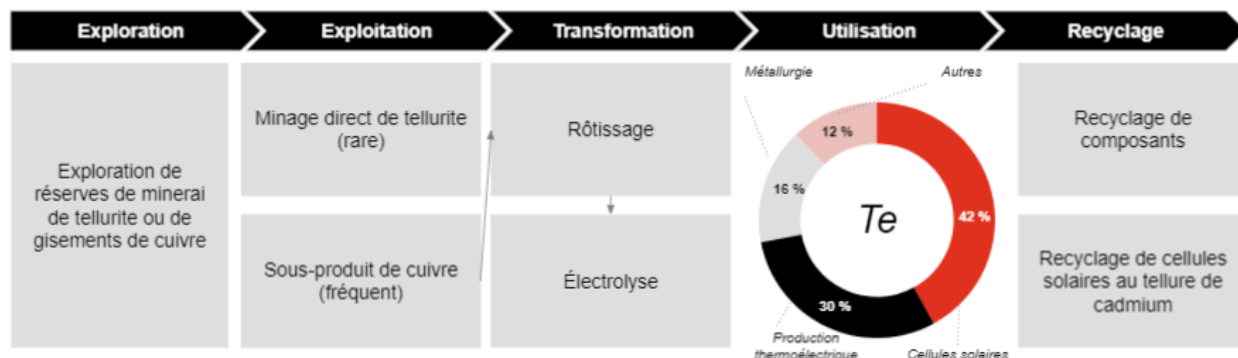 Exploration
Exploitation
Transformation
Utilisation
Recyclage
Exploration de
réserves de minerai
de tellurite ou de
gisements de cuivre
Minage direct de tellurite
(rare)
Sous-produit de cuivre
(fréquent)
Rôtissage
Électrolyse
Métallurgie
Autres
12 %
16 %
Te
42 %
30 %
Production
thermoélectrique
Cellules solaires
Recyclage de
composants
Recyclage de cellules
solaires au tellure de
cadmium